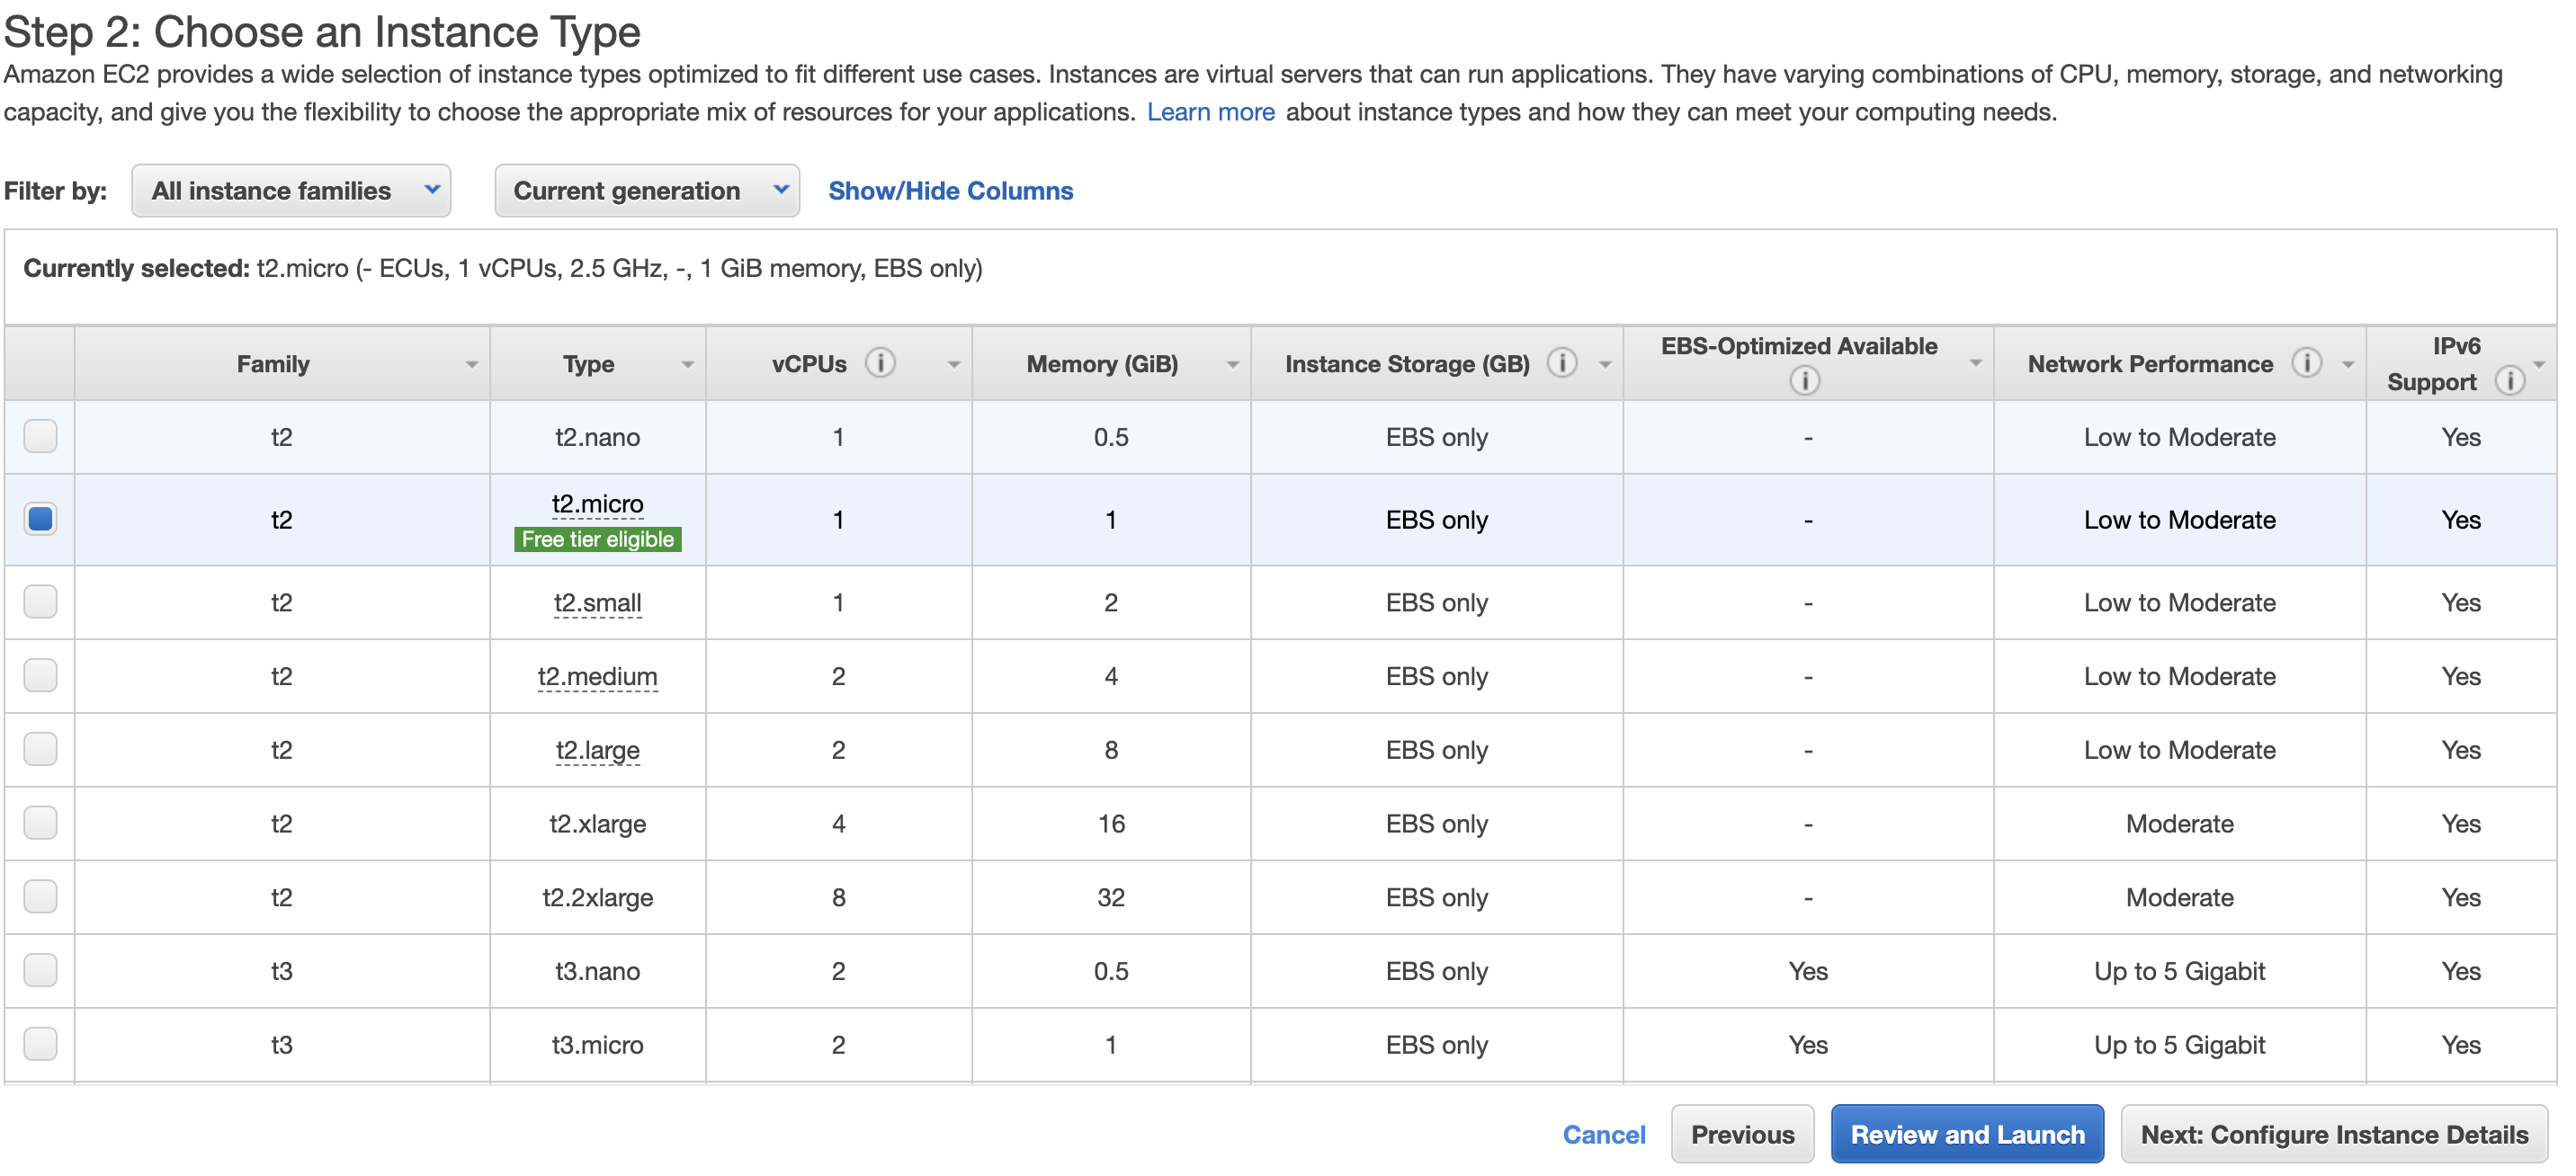 Step 2: Choose an Instance Type
Amazon EC2 provides a wide selection of instance types optimized to fit different use cases. Instances are virtual servers that can run applications. They have varying combinations of CPU, memory, storage, and networking
capacity, and give you the flexibility to choose the appropriate mix of resources for your applications. Learn more about instance types and how they can meet your computing needs.
Filter by: All instance families Current generation Show/Hide Columns
Currently selected: t2.micro (- ECUs, 1 vCPUs, 2.5 GHz, -, 1 GiB memory, EBS only)
Family Type vCPUs Memory (GiB) Instance Storage (GB) EBS-Optimized Available Network Performance IPv6 Support
t2 t2.nano 1 0.5 EBS only - Low to Moderate Yes
t2 t2.micro 1 1 EBS only - Low to Moderate Yes
Free tier eligible
t2 t2.small 1 2 EBS only - Low to Moderate Yes
t2 t2.medium 2 4 EBS only - Low to Moderate Yes
t2 t2.large 2 8 EBS only - Low to Moderate Yes
t2 t2.xlarge 4 16 EBS only - Moderate Yes
t2 t2.2xlarge 8 32 EBS only - Moderate Yes
t3 t3.nano 2 0.5 EBS only Yes Up to 5 Gigabit Yes
t3 t3.micro 2 1 EBS only Yes Up to 5 Gigabit Yes
Cancel Previous Review and Launch Next: Configure Instance Details